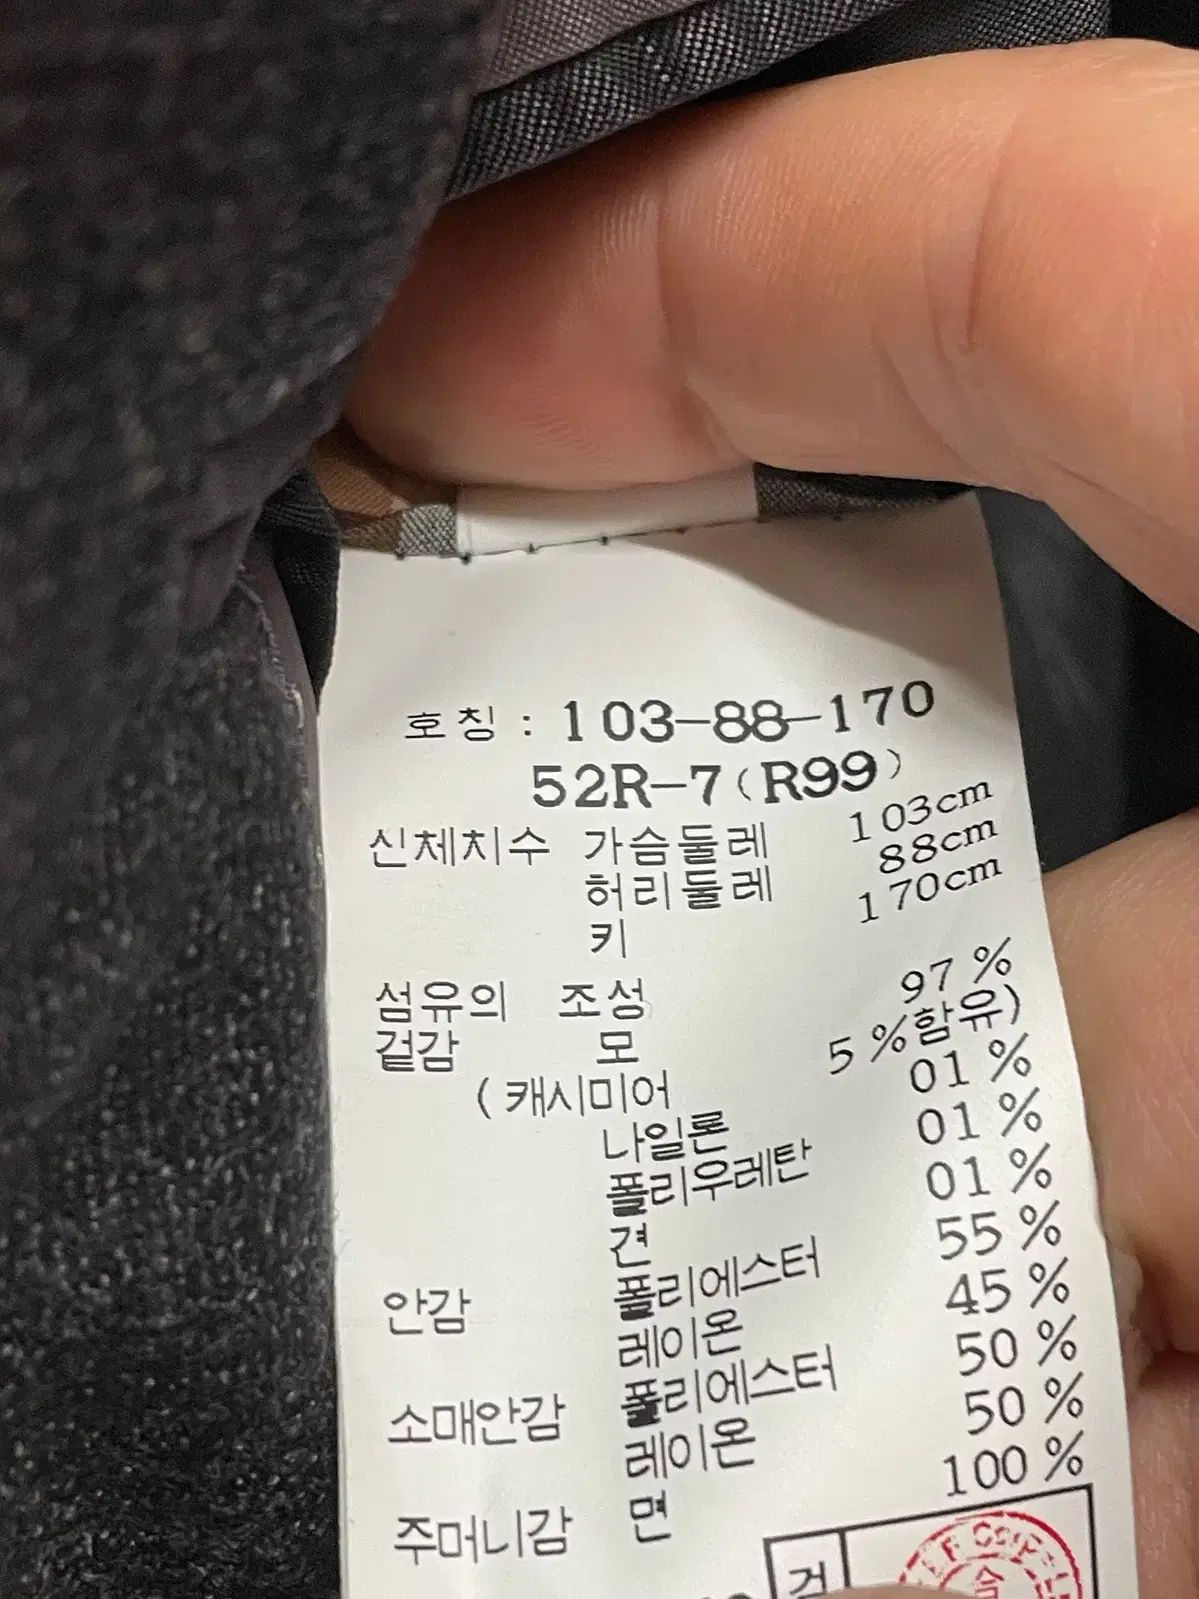 호칭 : 103-88-170
52R-7(R99)
신체치수 가슴둘레 103cm
허리둘레 88cm
키 170cm
섬유의 조성
겉감 모 97 %
(캐시미어 5 %함유)
나일론 01 %
폴리우레탄 01 %
견 01 %
안감 폴리에스터 55 %
레이온 45 %
소매안감 폴리에스터 50 %
레이온 50 %
주머니감 면 100 %